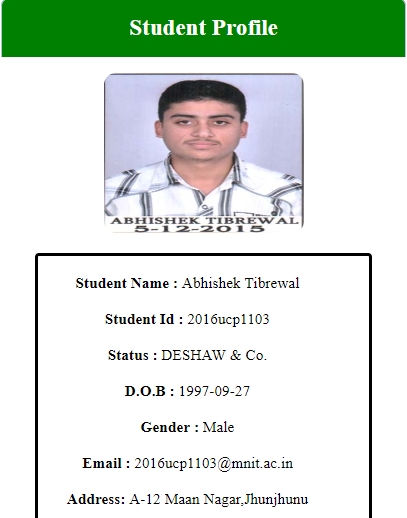 Student Profile
ABHISHEK TIBREWAL
5-12-2015
Student Name : Abhishek Tibrewal
Student Id : 2016ucp1103
Status : DESHAW & Co.
D.O.B : 1997-09-27
Gender : Male
Email : 2016ucp1103@mnit.ac.in
Address: A-12 Maan Nagar,Jhunjhunu